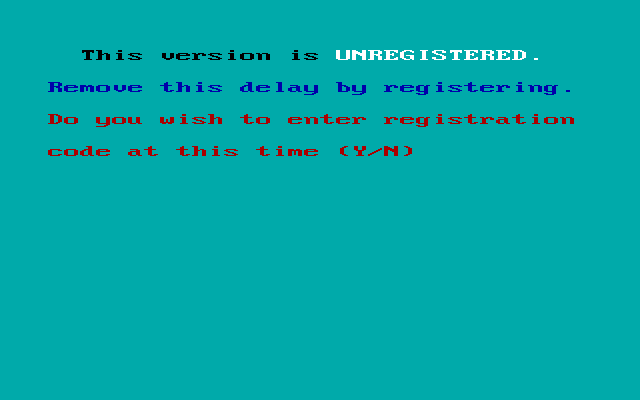 This version is UNREGISTERED.
Remove this delay by registering.
Do you wish to enter registration
code at this time (Y/N)